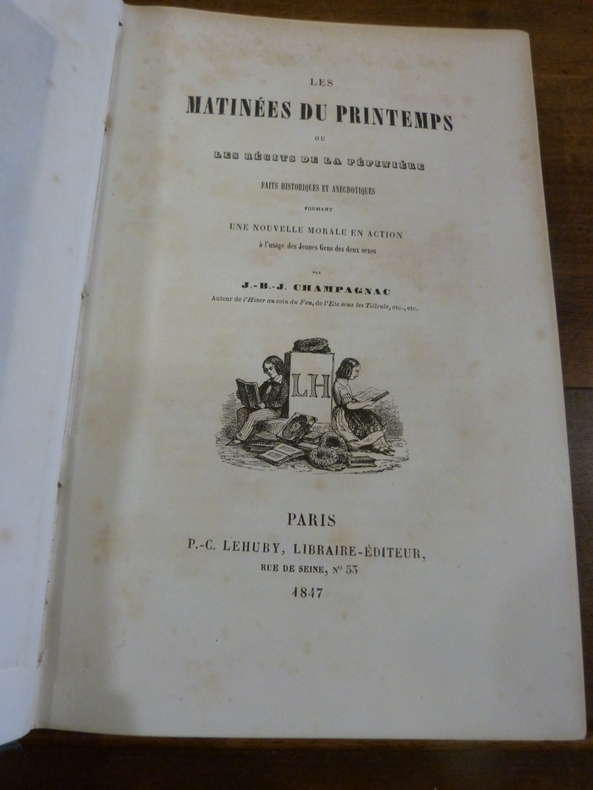 LES
MATINÉES DU PRINTEMPS
OU
LES RÉCITS DE LA PÉPINIÈRE
FAITS HISTORIQUES ET ANECDOTIQUES
FORMANT
UNE NOUVELLE MORALE EN ACTION
à l'usage des Jeunes Gens des deux sexes
PAR
J.-B.-J. CHAMPAGNAC
Auteur de l'Hiver au coin du Feu, de l'Eté sous les Tilleuls, etc., etc.
LH
PARIS
P.-C. LEHUBY, LIBRAIRE-ÉDITEUR,
RUE DE SEINE, Nº 53
1847